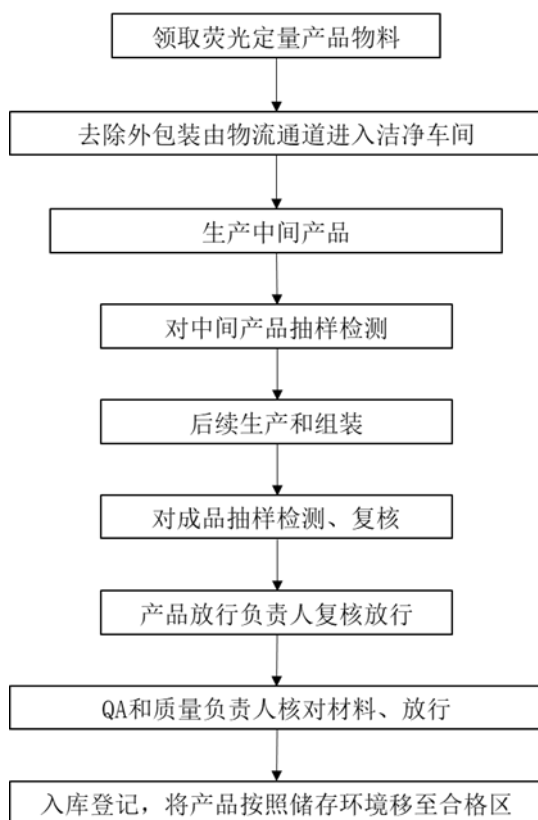 领取荧光定量产品物料
去除外包装由物流通道进入洁净车间
生产中间产品
对中间产品抽样检测
后续生产和组装
对成品抽样检测、复核
产品放行负责人复核放行
QA和质量负责人核对材料、放行
入库登记，将产品按照储存环境移至合格区